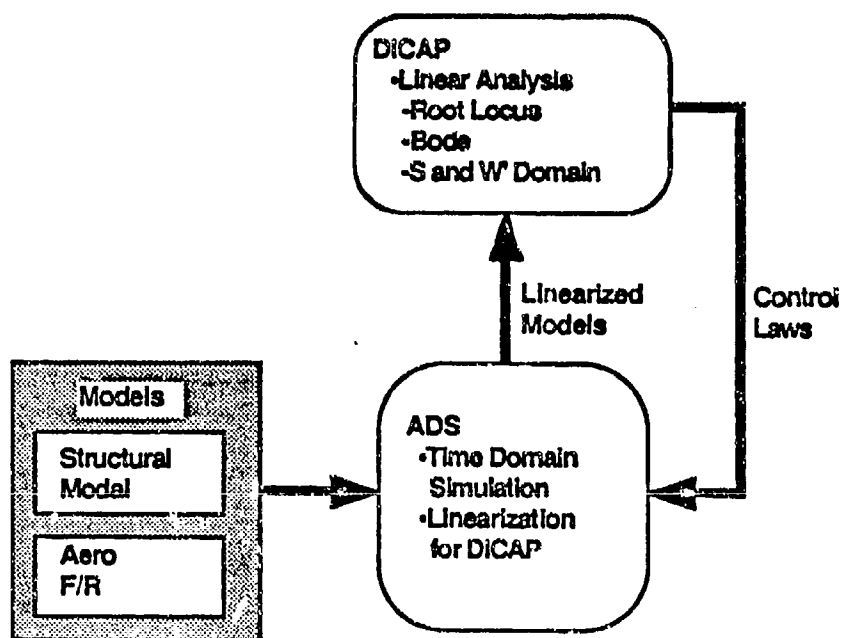 DiCAP
•Linear Analysis
-Root Locus
•Bode
-S and W' Domain
Linearized
Models
Control
Laws
Models
Structural
Modal
Aero
F/R
ADS
•Time Domain
Simulation
•Linearization
for DiCAP